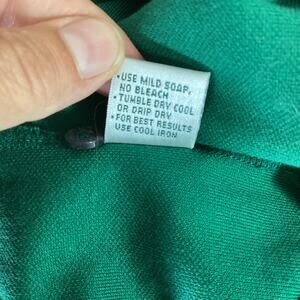 • USE MILD SOAP,
NO BLEACH
• TUMBLE DRY COOL
OR DRIP DRY
• FOR BEST RESULTS
USE COOL IRON